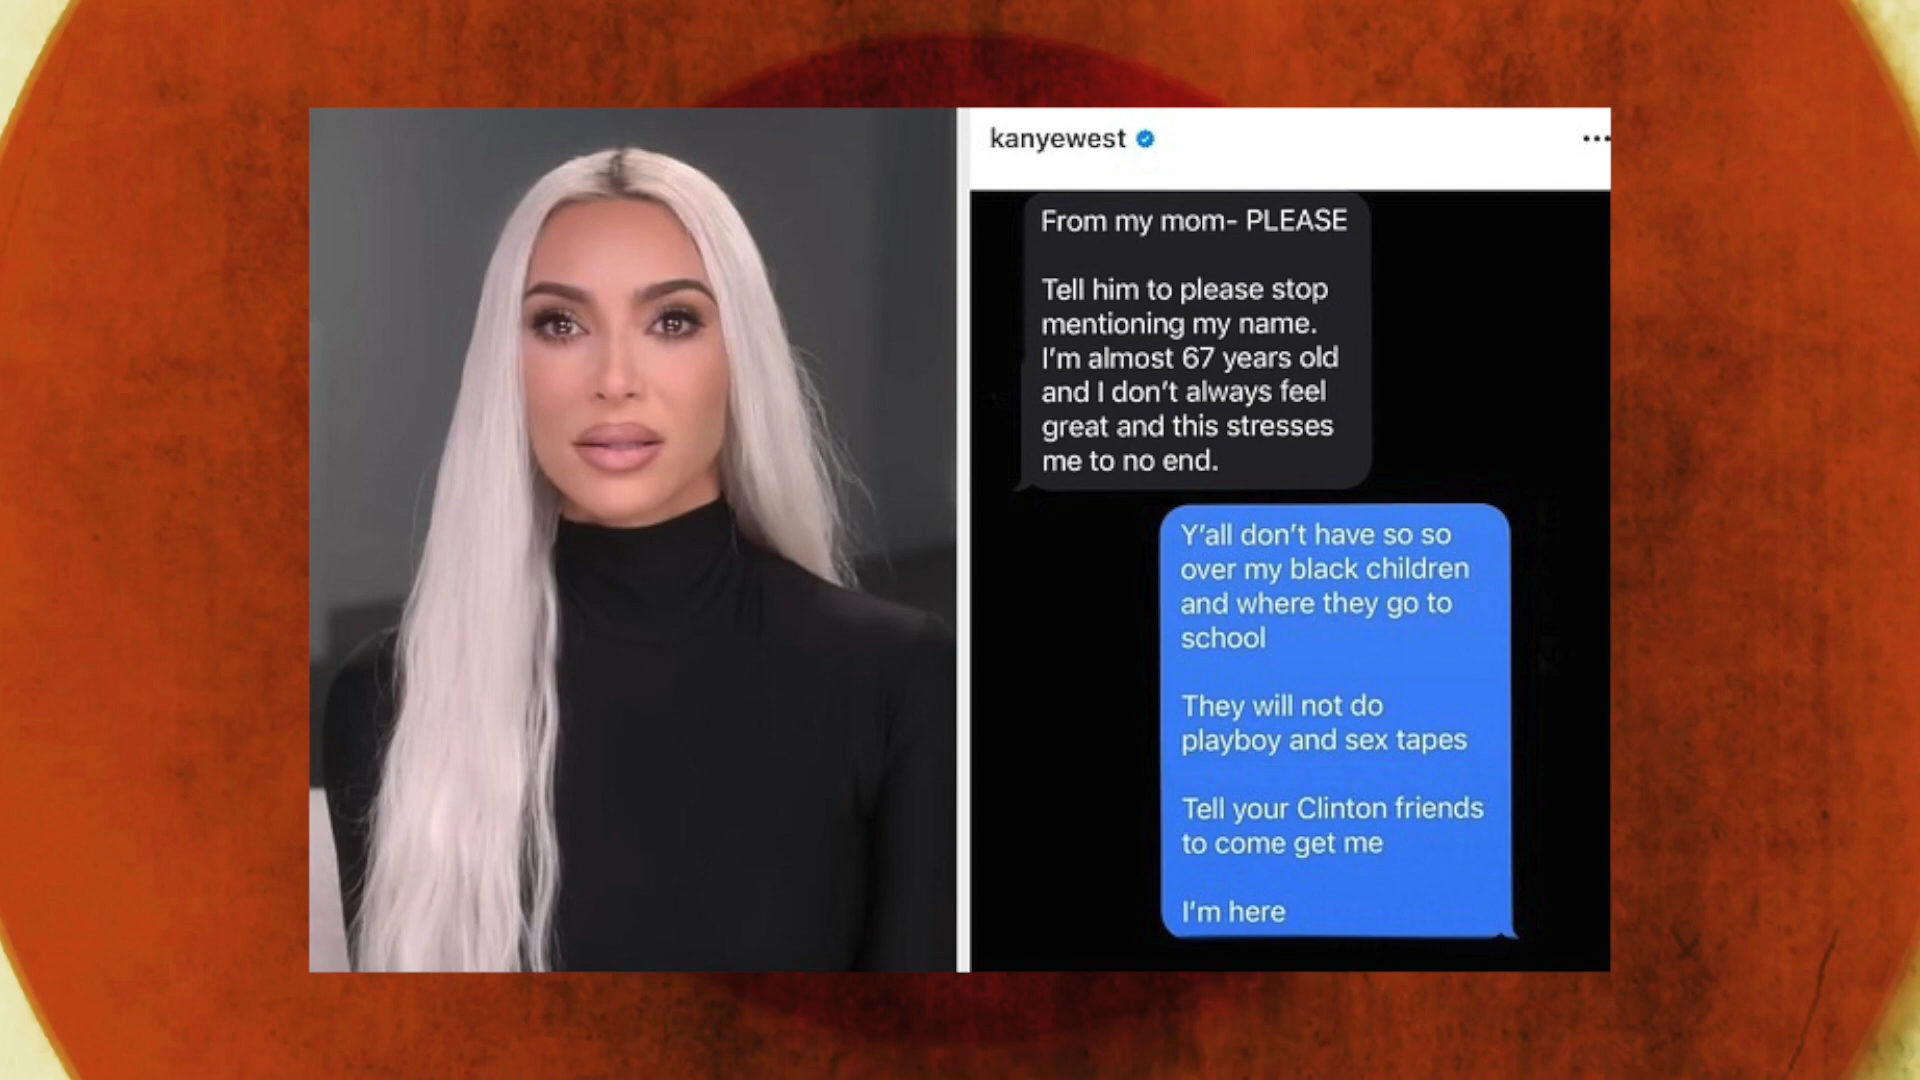 kanyewest
From my mom- PLEASE
Tell him to please stop
mentioning my name.
I'm almost 67 years old
and I don't always feel
great and this stresses
me to no end.
Y'all don't have so so
over my black children
and where they go to
school
They will not do
playboy and sex tapes
Tell your Clinton friends
to come get me
I'm here